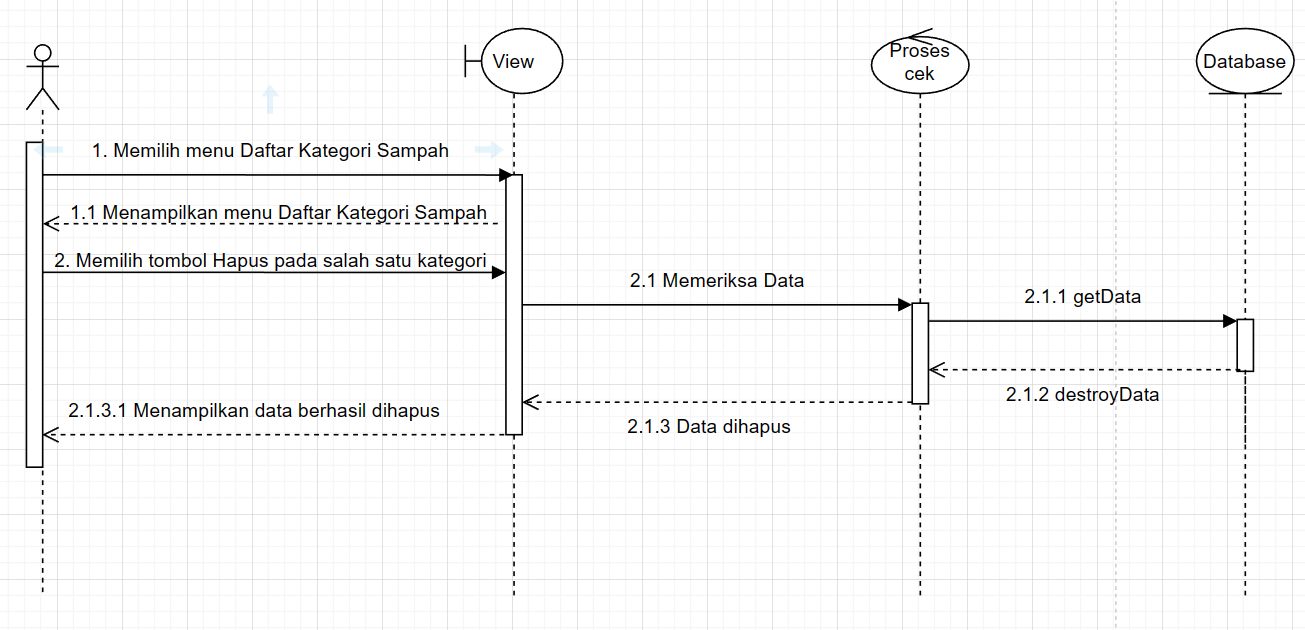 View
Proses
cek
Database
1. Memilih menu Daftar Kategori Sampah
1.1 Menampilkan menu Daftar Kategori Sampah
2. Memilih tombol Hapus pada salah satu kategori
2.1 Memeriksa Data
2.1.1 getData
2.1.2 destroyData
2.1.3 Data dihapus
2.1.3.1 Menampilkan data berhasil dihapus